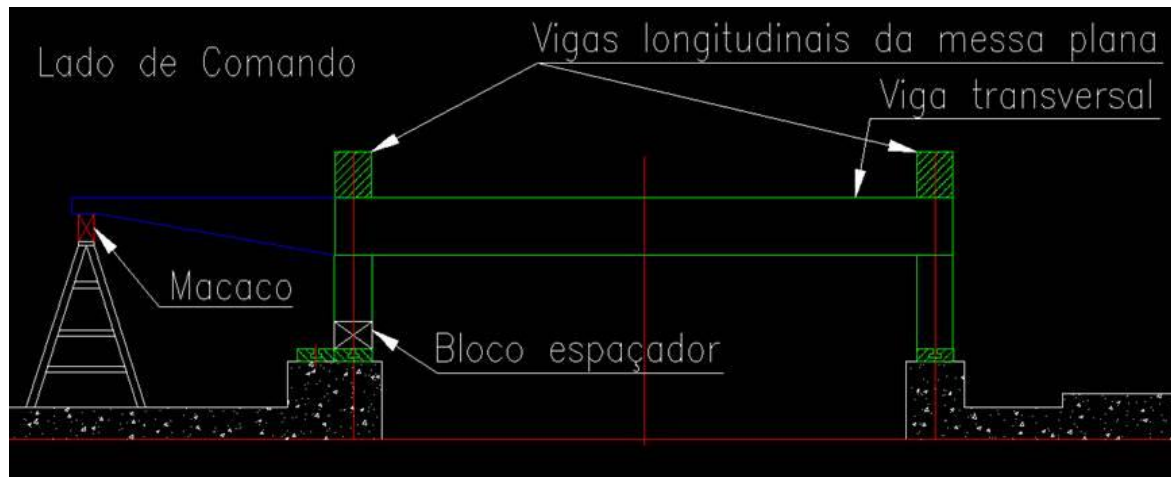 Lado de Comando
Vigas longitudinais da messa plana
Viga transversal
Macaco
Bloco espaçador